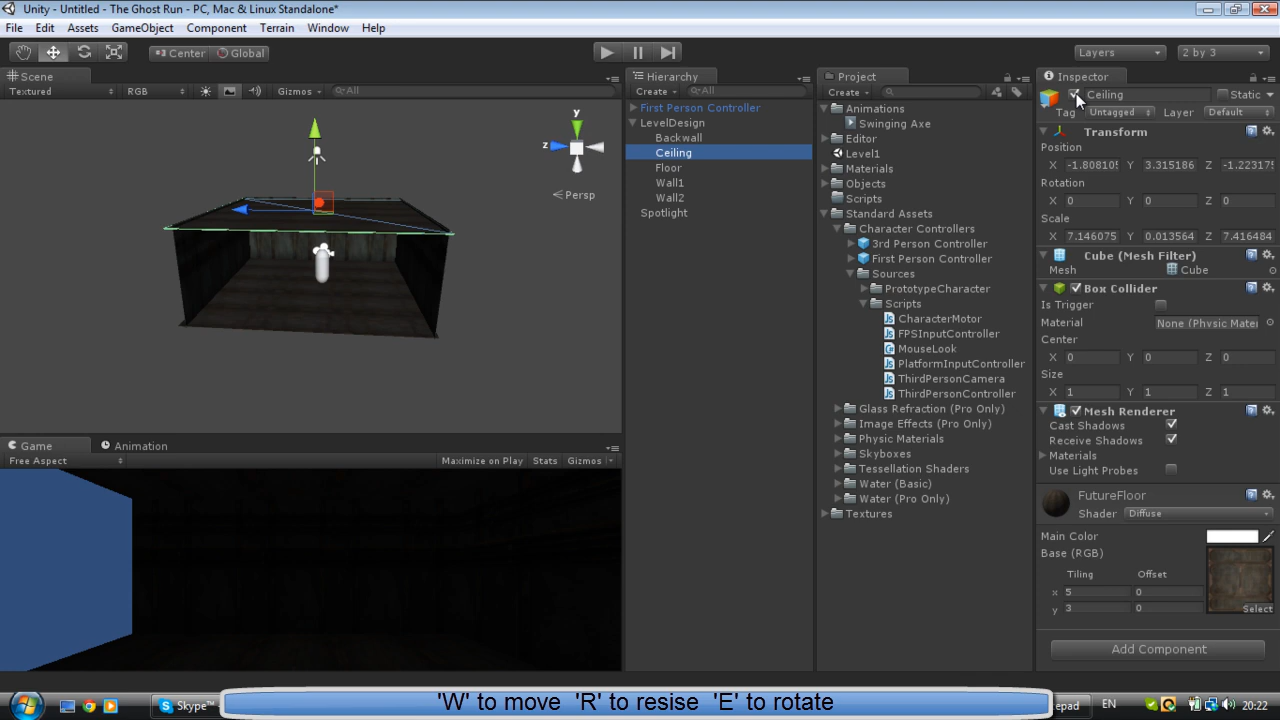 Unity - Untitled - The Ghost Run - PC, Mac & Linux Standalone*
File Edit Assets GameObject Component Terrain Window Help
Center Global Layers 2 by 3
Scene
Textured RGB Gizmos All
y
z
Persp
Game Animation
Free Aspect Maximize on Play Stats Gizmos
Hierarchy
Create All
First Person Controller
LevelDesign
Backwall
Ceiling
Floor
Wall1
Wall2
Spotlight
Project
Create
Animations
Swinging Axe
Editor
Level1
Materials
Objects
Scripts
Standard Assets
Character Controllers
3rd Person Controller
First Person Controller
Sources
PrototypeCharacter
Scripts
CharacterMotor
FPSInputController
MouseLook
PlatformInputController
ThirdPersonCamera
ThirdPersonController
Glass Refraction (Pro Only)
Image Effects (Pro Only)
Physic Materials
Skyboxes
Tessellation Shaders
Water (Basic)
Water (Pro Only)
Textures
Inspector
Ceiling Static
Tag Untagged Layer Default
Transform
Position
X -1.808105 Y 3.315186 Z -1.223175
Rotation
X 0 Y 0 Z 0
Scale
X 7.146075 Y 0.013564 Z 7.416484
Cube (Mesh Filter)
Mesh Cube
Box Collider
Is Trigger
Material None (Physic Mater
Center
X 0 Y 0 Z 0
Size
X 1 Y 1 Z 1
Mesh Renderer
Cast Shadows
Receive Shadows
Materials
Use Light Probes
FutureFloor
Shader Diffuse
Main Color
Base (RGB)
Tiling Offset
x 5 0
y 3 0
Select
Add Component
Skype™ 'W' to move 'R' to resise 'E' to rotate epad EN 20:22